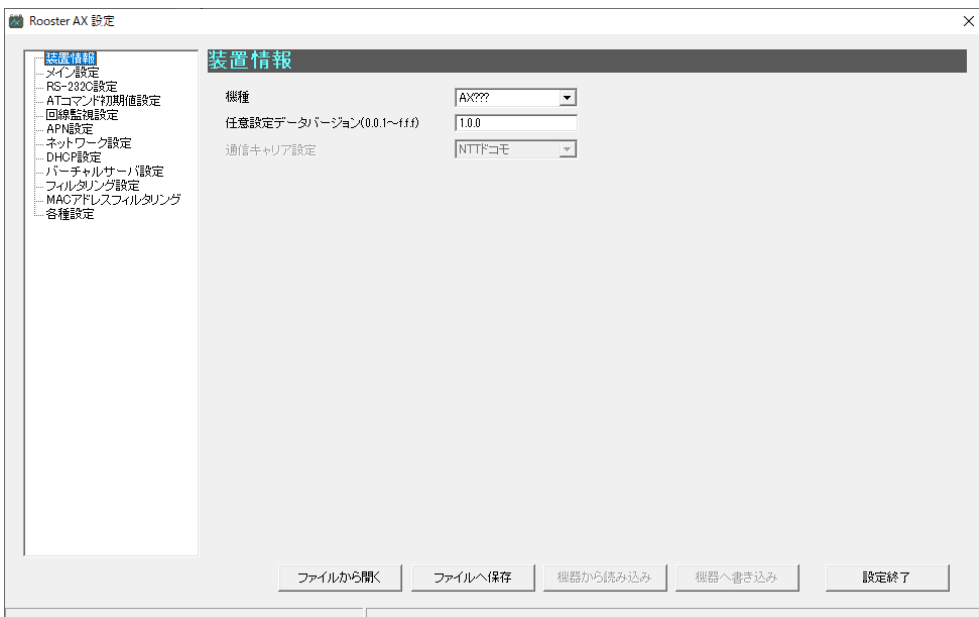 Rooster AX 設定
装置情報
メイン設定
RS-232C設定
ATコマンド初期値設定
回線監視設定
APN設定
ネットワーク設定
DHCP設定
バーチャルサーバ設定
フィルタリング設定
MACアドレスフィルタリング
各種設定
装置情報
機種 AX???
任意設定データバージョン(0.0.1～f.f.f) 1.0.0
通信キャリア設定 NTTドコモ
ファイルから開く ファイルへ保存 機器から読み込み 機器へ書き込み 設定終了